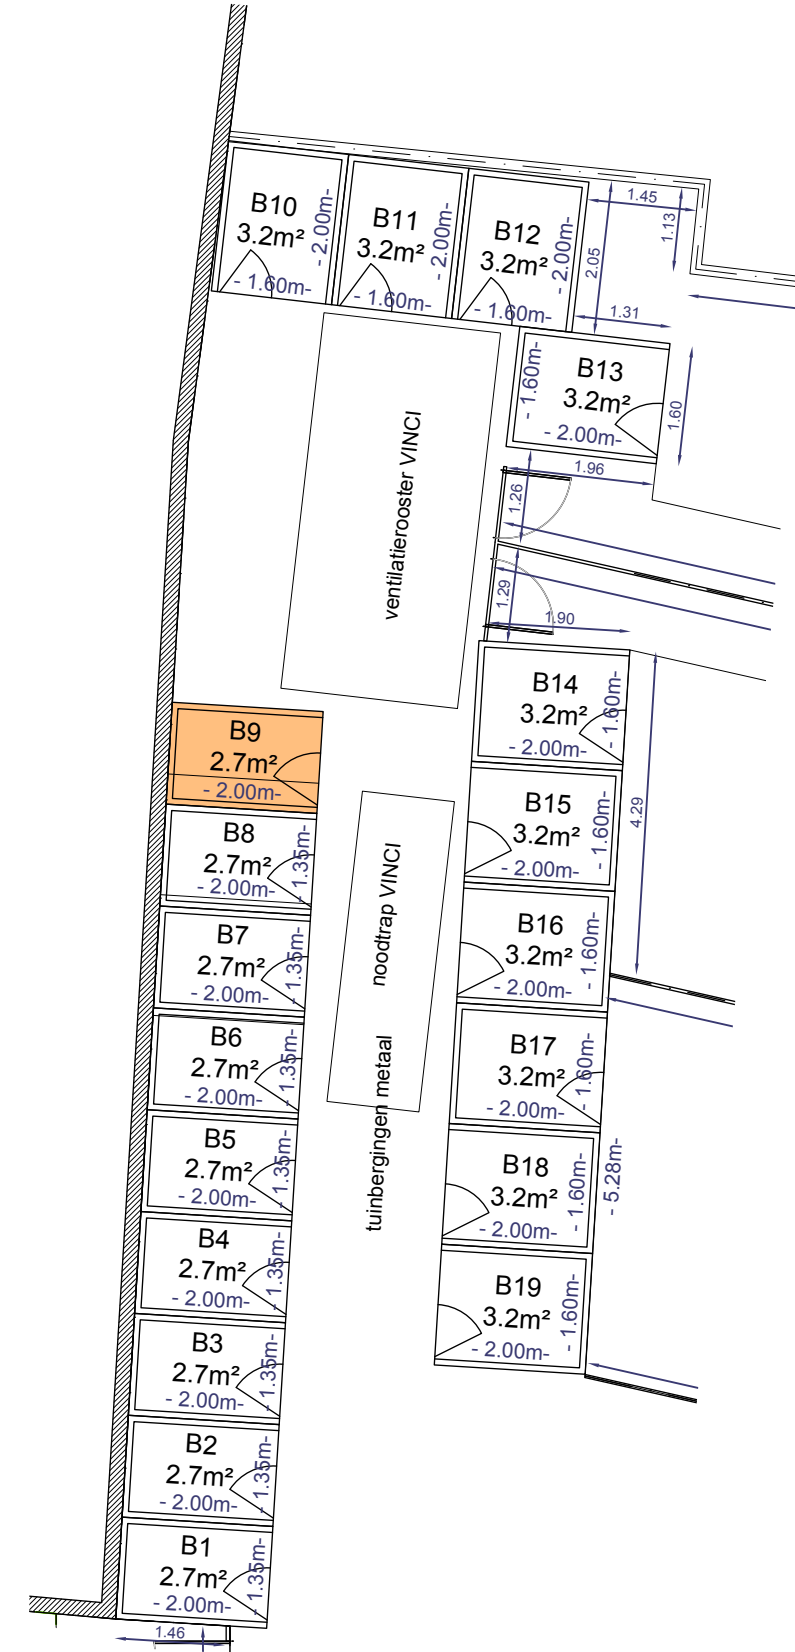 B10
3.2m²
- 2.00m-
- 1.60m-
B11
3.2m²
- 2.00m-
- 1.60m-
B12
3.2m²
- 2.00m-
- 1.60m-
1.45
1.13
2.05
1.31
B13
3.2m²
- 1.60m-
- 2.00m-
1.60
1.96
1.26
1.29
1.90
ventilatierooster VINCI
B14
3.2m²
- 1.60m-
- 2.00m-
B9
2.7m²
- 2.00m-
B15
3.2m²
- 1.60m-
- 2.00m-
4.29
B8
2.7m²
- 1.35m-
- 2.00m-
noodtrap VINCI
B16
3.2m²
- 1.60m-
- 2.00m-
B7
2.7m²
- 1.35m-
- 2.00m-
B17
3.2m²
- 1.60m-
- 2.00m-
B6
2.7m²
- 1.35m-
- 2.00m-
tuinbergingen metaal
B5
2.7m²
- 1.35m-
- 2.00m-
B18
3.2m²
- 1.60m-
- 2.00m-
- 5.28m-
B4
2.7m²
- 1.35m-
- 2.00m-
B19
3.2m²
- 1.60m-
- 2.00m-
B3
2.7m²
- 1.35m-
- 2.00m-
B2
2.7m²
- 1.35m-
- 2.00m-
B1
2.7m²
- 1.35m-
- 2.00m-
1.46